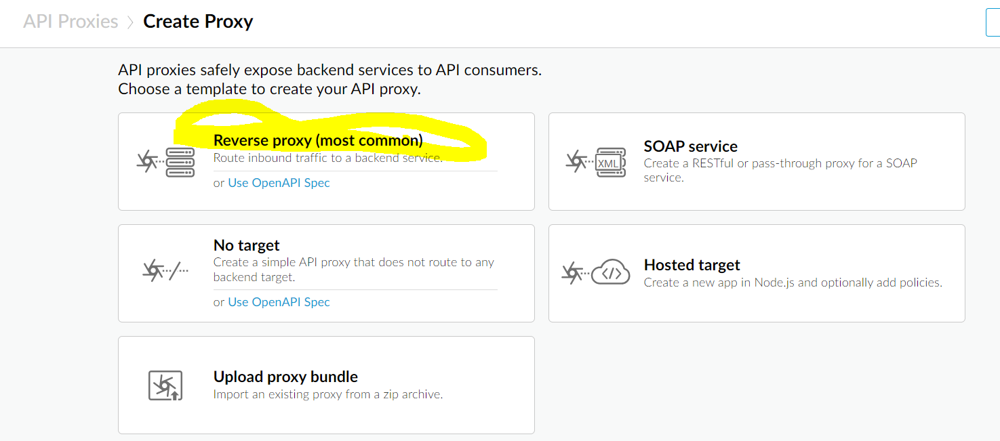 API Proxies > Create Proxy
API proxies safely expose backend services to API consumers.
Choose a template to create your API proxy.
Reverse proxy (most common)
Route inbound traffic to a backend service.
or Use OpenAPI Spec
SOAP service
Create a RESTful or pass-through proxy for a SOAP
service.
XML
No target
Create a simple API proxy that does not route to any
backend target.
or Use OpenAPI Spec
Hosted target
Create a new app in Node.js and optionally add policies.
Upload proxy bundle
Import an existing proxy from a zip archive.